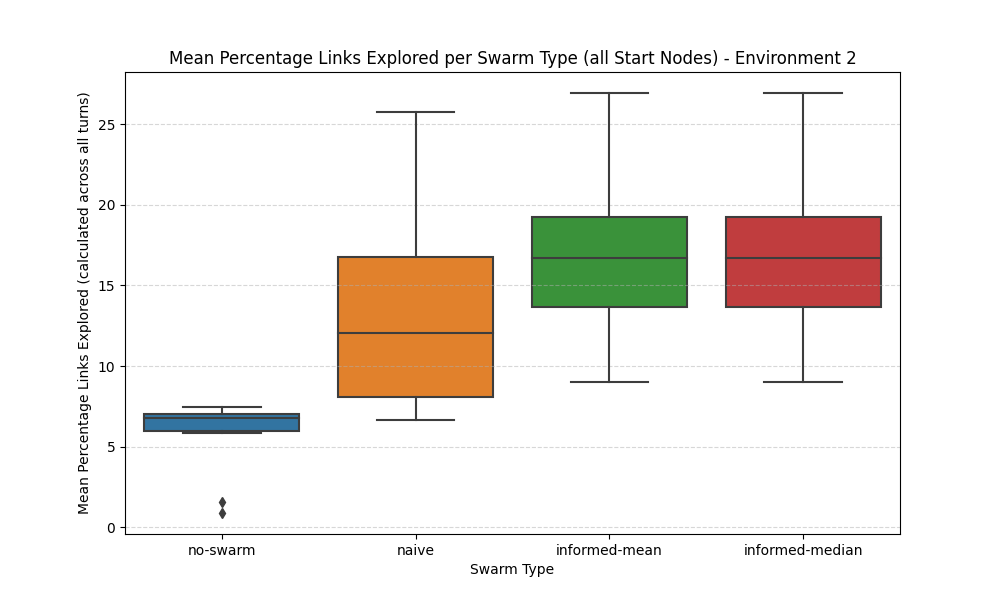 Mean Percentage Links Explored per Swarm Type (all Start Nodes) - Environment 2
Mean Percentage Links Explored (calculated across all turns)
25
20
15
10
5
0
no-swarm naive informed-mean informed-median
Swarm Type